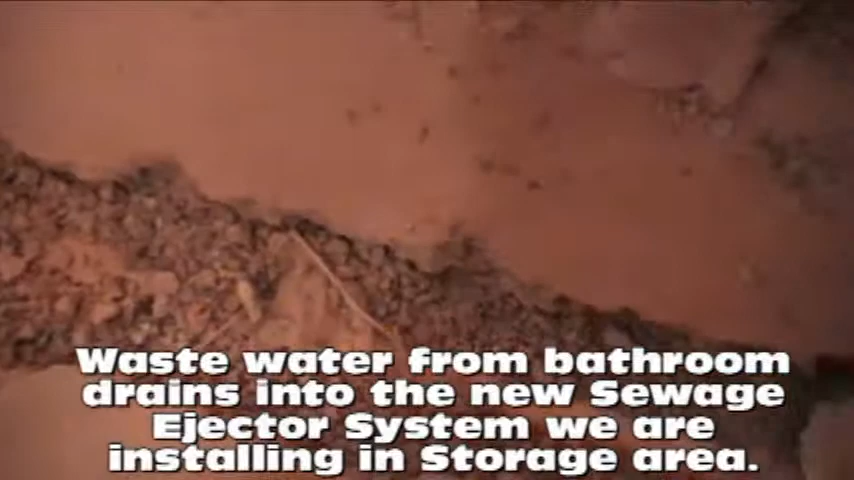 Waste water from bathroom
drains into the new Sewage
Ejector System we are
installing in Storage area.